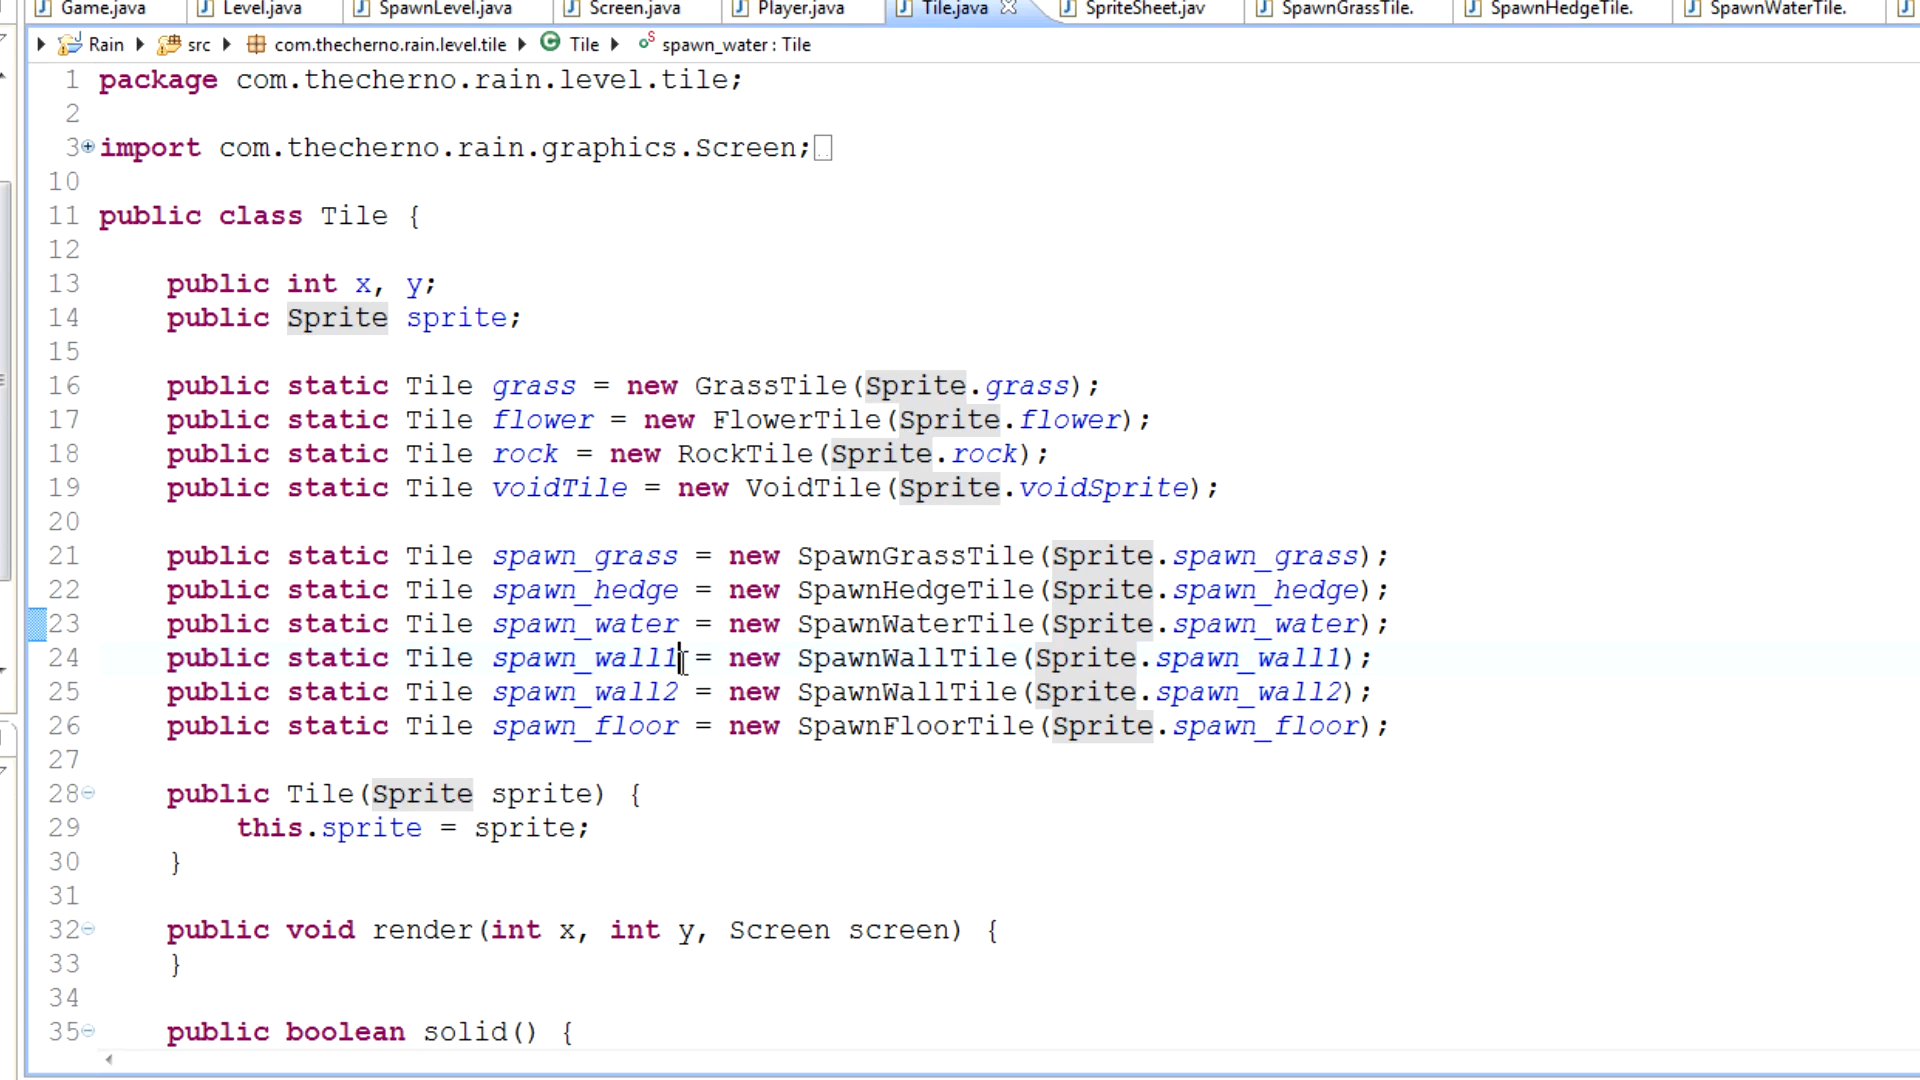 Game.java Level.java SpawnLevel.java Screen.java Player.java Tile.java SpriteSheet.jav SpawnGrassTile. SpawnHedgeTile. SpawnWaterTile.
Rain src com.thecherno.rain.level.tile Tile spawn_water : Tile
1 package com.thecherno.rain.level.tile;
2
3 import com.thecherno.rain.graphics.Screen;
10
11 public class Tile {
12
13 public int x, y;
14 public Sprite sprite;
15
16 public static Tile grass = new GrassTile(Sprite.grass);
17 public static Tile flower = new FlowerTile(Sprite.flower);
18 public static Tile rock = new RockTile(Sprite.rock);
19 public static Tile voidTile = new VoidTile(Sprite.voidSprite);
20
21 public static Tile spawn_grass = new SpawnGrassTile(Sprite.spawn_grass);
22 public static Tile spawn_hedge = new SpawnHedgeTile(Sprite.spawn_hedge);
23 public static Tile spawn_water = new SpawnWaterTile(Sprite.spawn_water);
24 public static Tile spawn_wall1 = new SpawnWallTile(Sprite.spawn_wall1);
25 public static Tile spawn_wall2 = new SpawnWallTile(Sprite.spawn_wall2);
26 public static Tile spawn_floor = new SpawnFloorTile(Sprite.spawn_floor);
27
28 public Tile(Sprite sprite) {
29 this.sprite = sprite;
30 }
31
32 public void render(int x, int y, Screen screen) {
33 }
34
35 public boolean solid() {